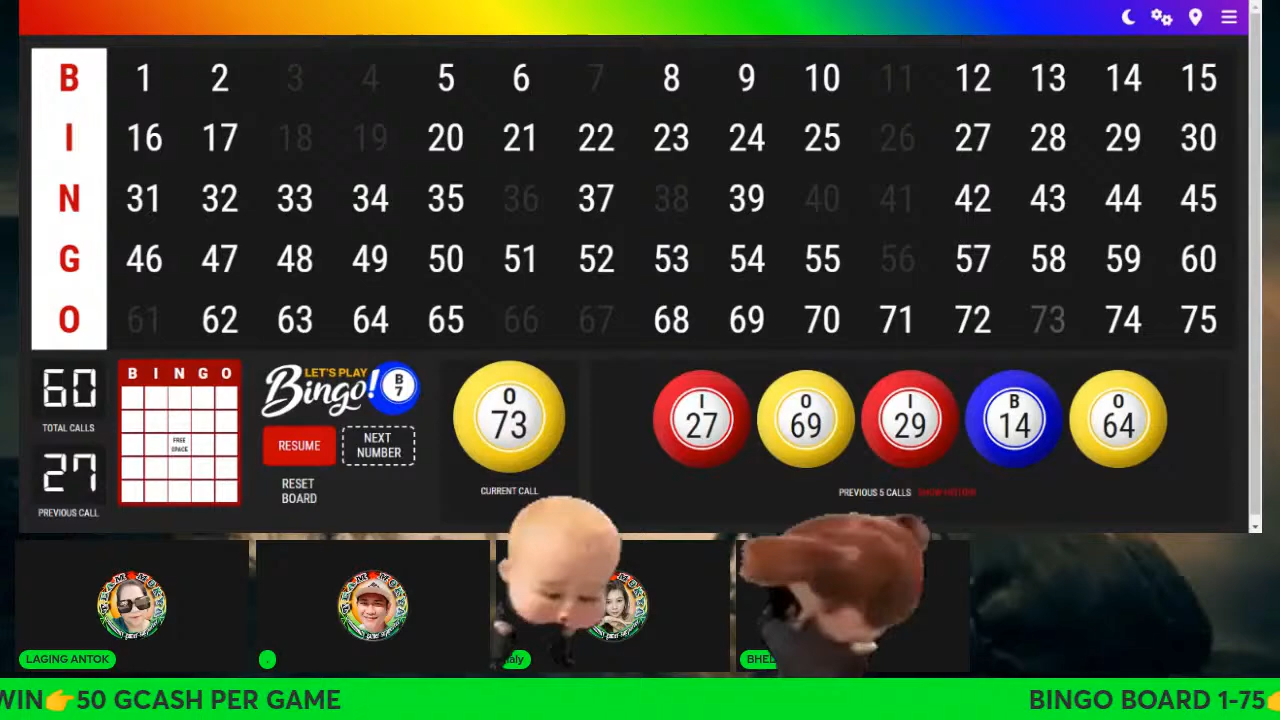 B 1 2 3 4 5 6 7 8 9 10 11 12 13 14 15
I 16 17 18 19 20 21 22 23 24 25 26 27 28 29 30
N 31 32 33 34 35 36 37 38 39 40 41 42 43 44 45
G 46 47 48 49 50 51 52 53 54 55 56 57 58 59 60
O 61 62 63 64 65 66 67 68 69 70 71 72 73 74 75
60
TOTAL CALLS
27
PREVIOUS CALL
B I N G O
FREE
SPACE
LET'S PLAY
Bingo!
B
7
RESUME
NEXT
NUMBER
RESET
BOARD
O
73
CURRENT CALL
I
27
O
69
I
29
B
14
O
64
PREVIOUS 5 CALLS SHOW HISTORY
LAGING ANTOK
.
WIN👉50 GCASH PER GAME
BINGO BOARD 1-75👉